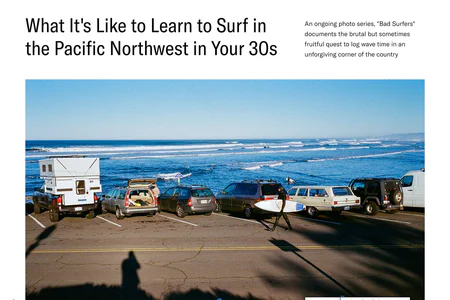 What It's Like to Learn to Surf in
the Pacific Northwest in Your 30s
An ongoing photo series, "Bad Surfers"
documents the brutal but sometimes
fruitful quest to log wave time in an
unforgiving corner of the country